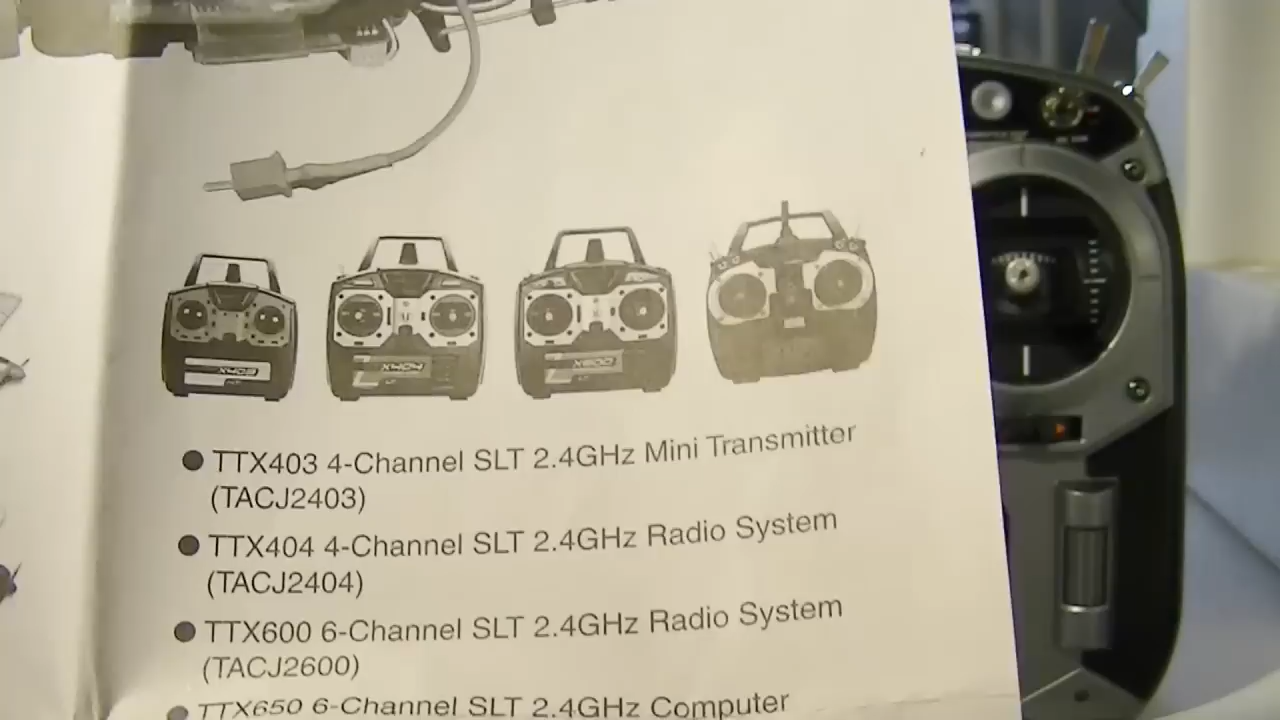 ● TTX403 4-Channel SLT 2.4GHz Mini Transmitter
(TACJ2403)
● TTX404 4-Channel SLT 2.4GHz Radio System
(TACJ2404)
● TTX600 6-Channel SLT 2.4GHz Radio System
(TACJ2600)
● TTX650 6-Channel SLT 2.4GHz Computer